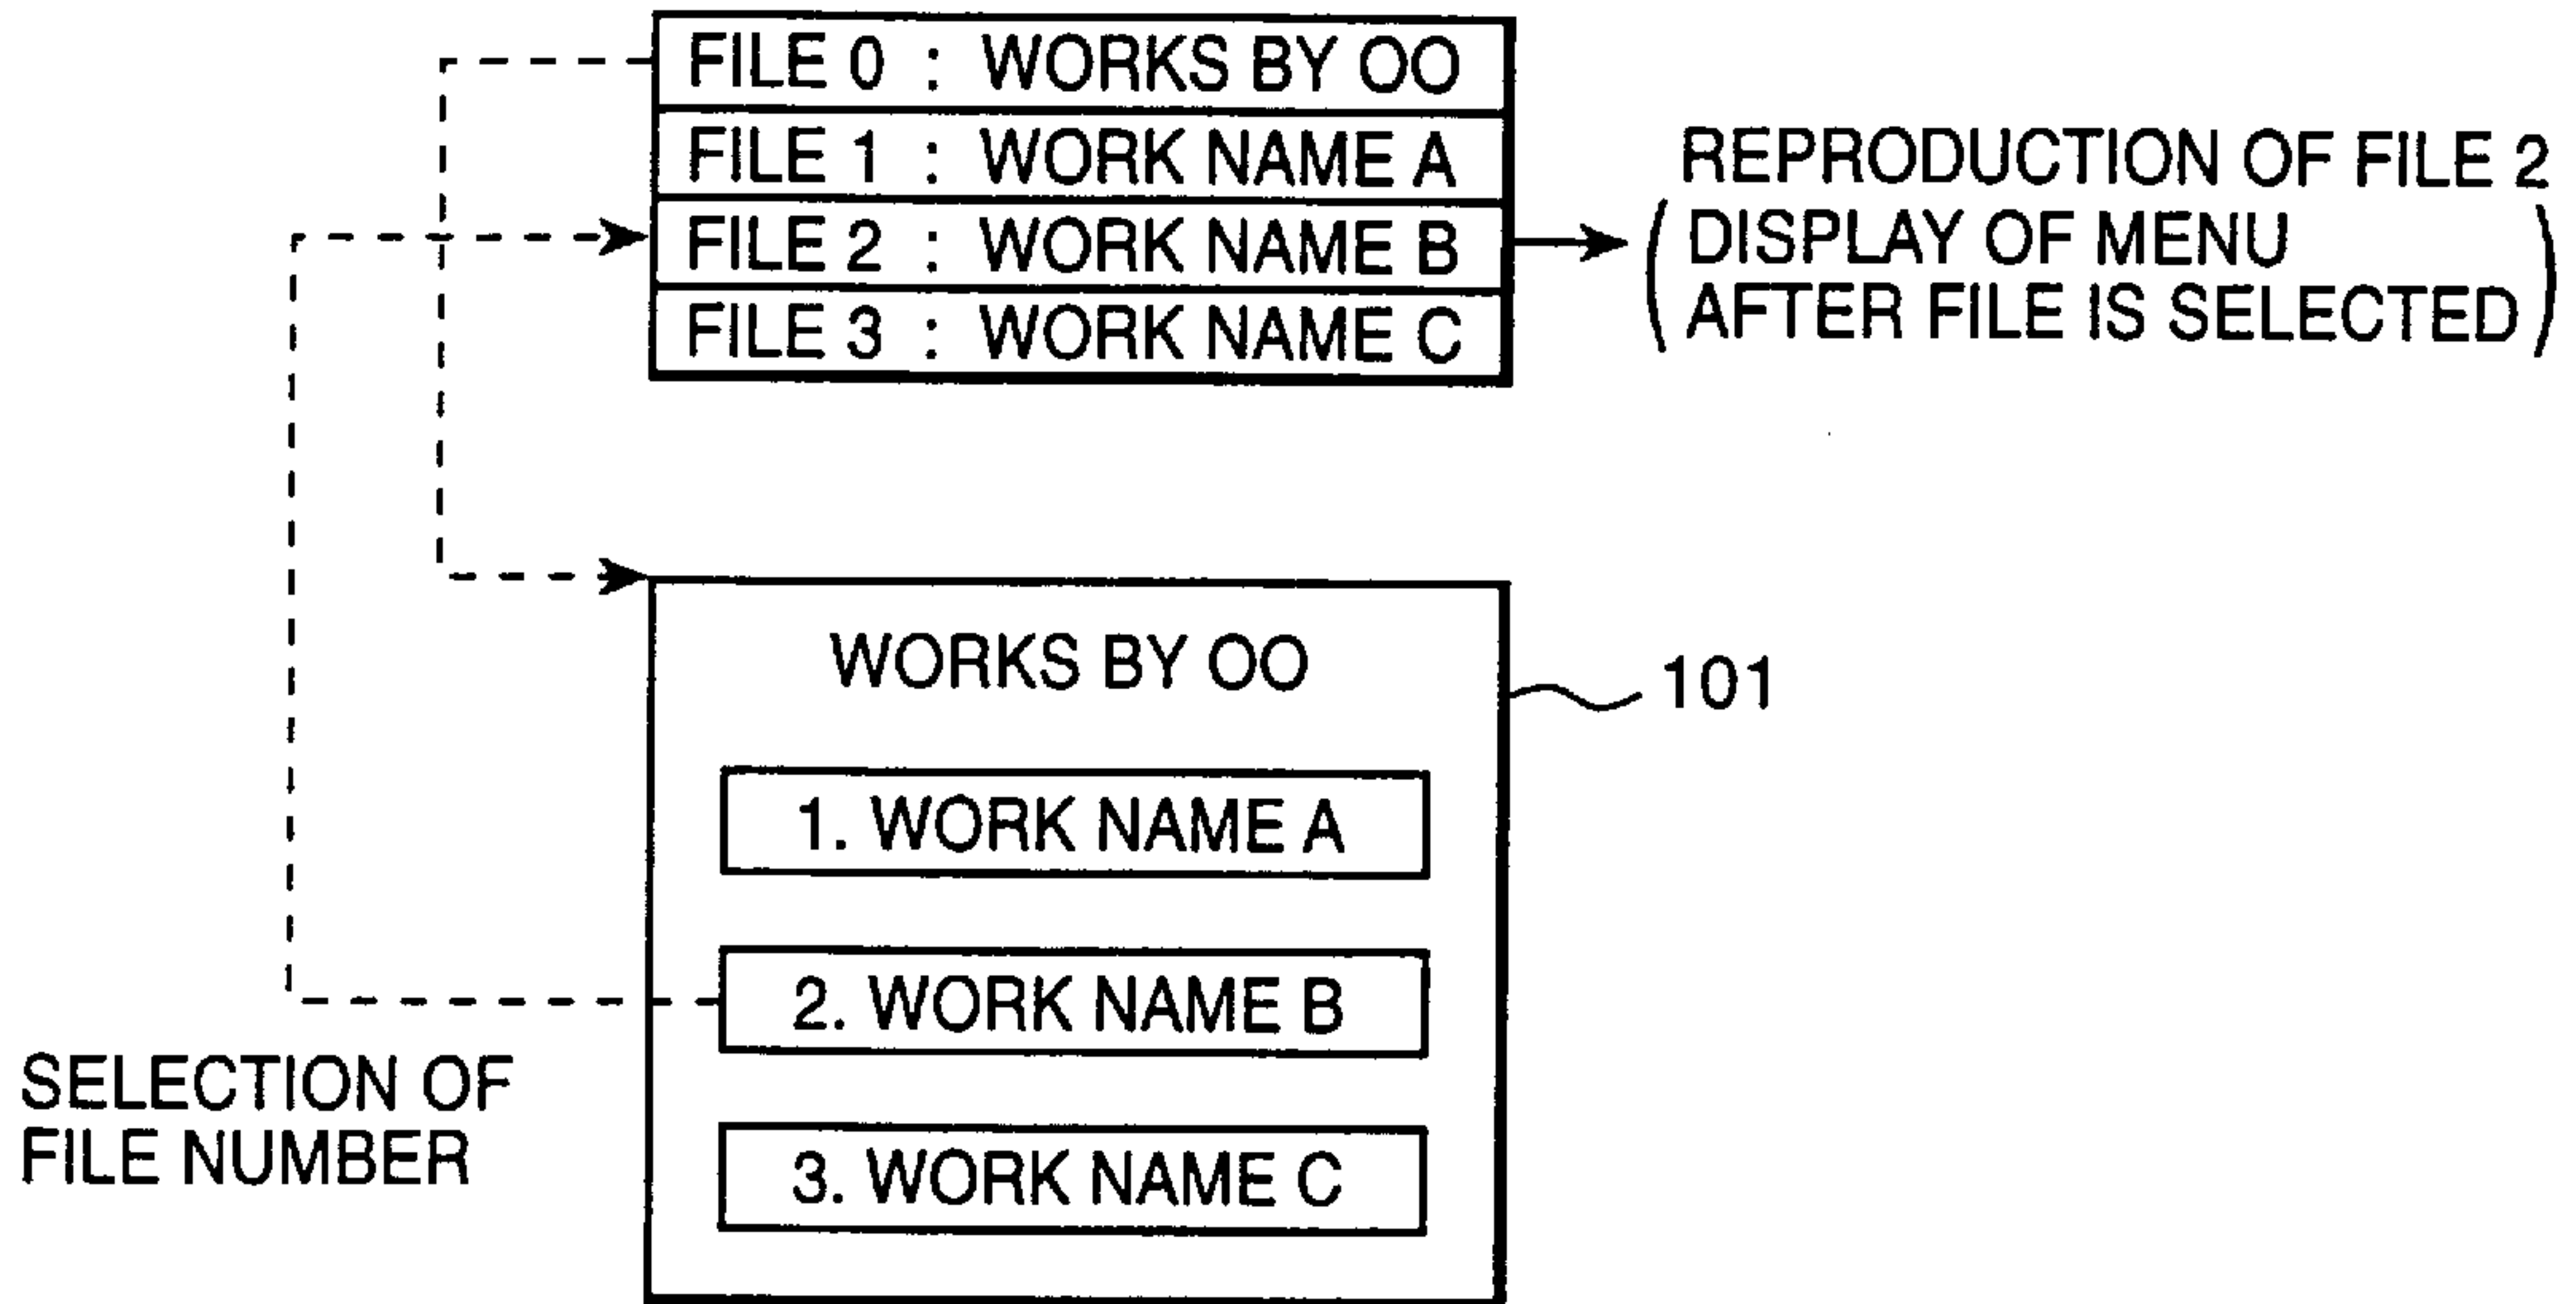 FILE 0 : WORKS BY OO
FILE 1 : WORK NAME A
FILE 2 : WORK NAME B
FILE 3 : WORK NAME C
REPRODUCTION OF FILE 2
(DISPLAY OF MENU
AFTER FILE IS SELECTED)
WORKS BY OO
101
1. WORK NAME A
2. WORK NAME B
3. WORK NAME C
SELECTION OF
FILE NUMBER